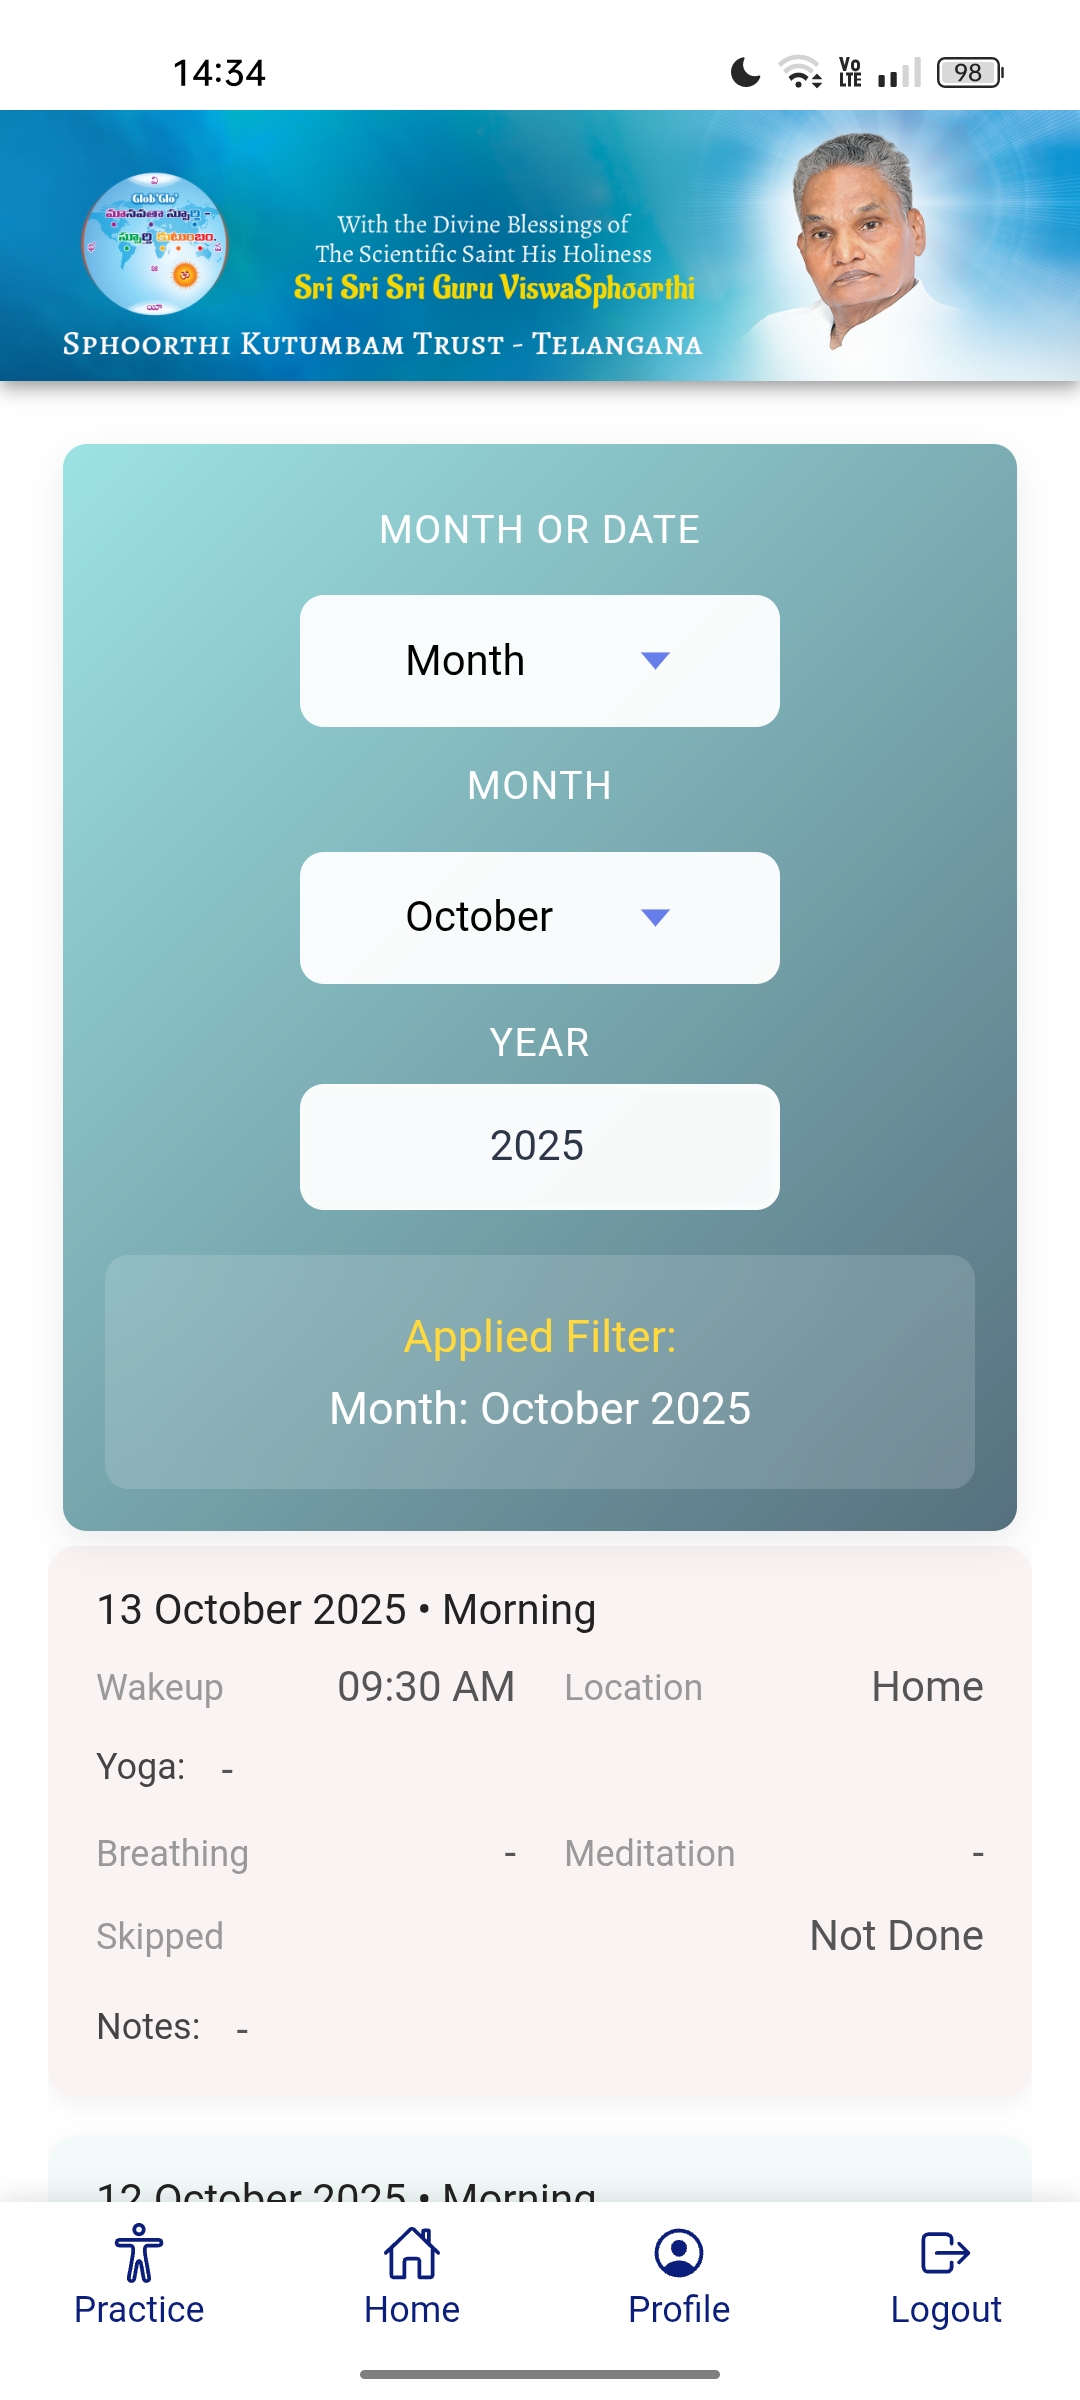 14:34
Vo
LTE
98
వి
Glob'Glo'
మానవతా స్ఫూర్తి -
స్ఫూర్తి కుటుంబం.
With the Divine Blessings of
The Scientific Saint His Holiness
Sri Sri Sri Guru ViswaSphoorthi
Sphoorthi Kutumbam Trust - Telangana
MONTH OR DATE
Month
MONTH
October
YEAR
2025
Applied Filter:
Month: October 2025
13 October 2025 • Morning
Wakeup 09:30 AM Location Home
Yoga: -
Breathing - Meditation -
Skipped Not Done
Notes: -
12 October 2025 • Morning
Practice Home Profile Logout